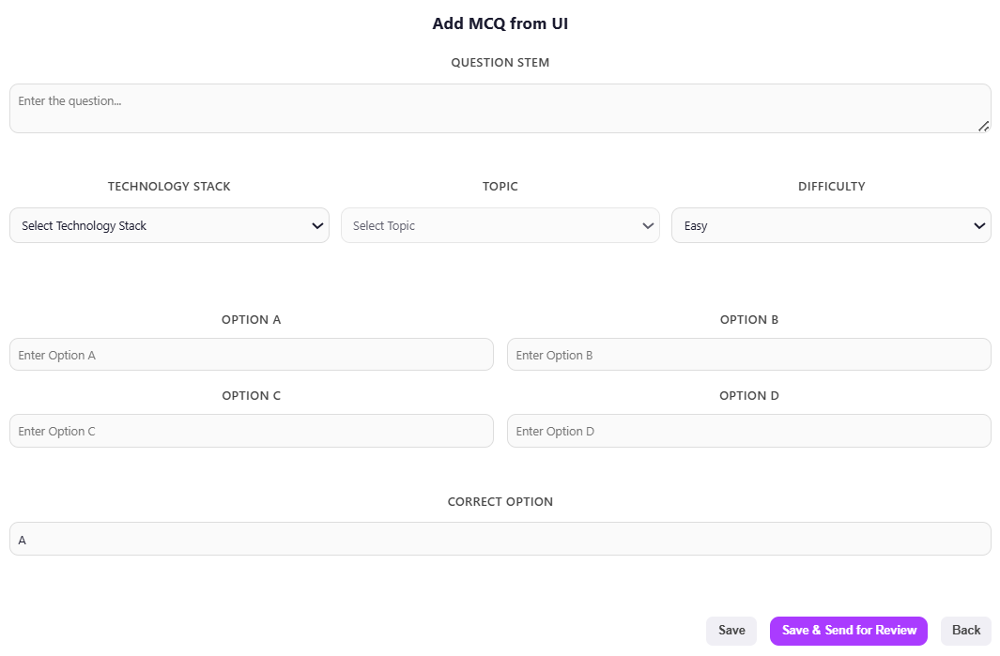 Add MCQ from UI
QUESTION STEM
Enter the question...
TECHNOLOGY STACK TOPIC DIFFICULTY
Select Technology Stack Select Topic Easy
OPTION A OPTION B
Enter Option A Enter Option B
OPTION C OPTION D
Enter Option C Enter Option D
CORRECT OPTION
A
Save Save & Send for Review Back